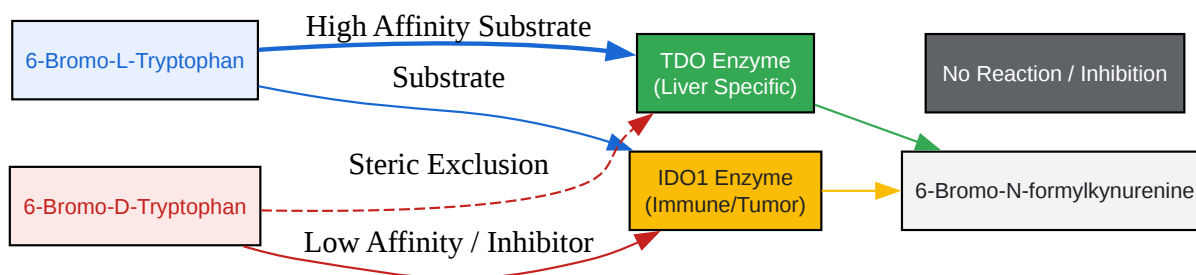 High Affinity Substrate
6-Bromo-L-Tryptophan
TDO Enzyme
(Liver Specific)
No Reaction / Inhibition
Substrate
Steric Exclusion
IDO1 Enzyme
(Immune/Tumor)
6-Bromo-N-formylkynurenine
6-Bromo-D-Tryptophan
Low Affinity / Inhibitor